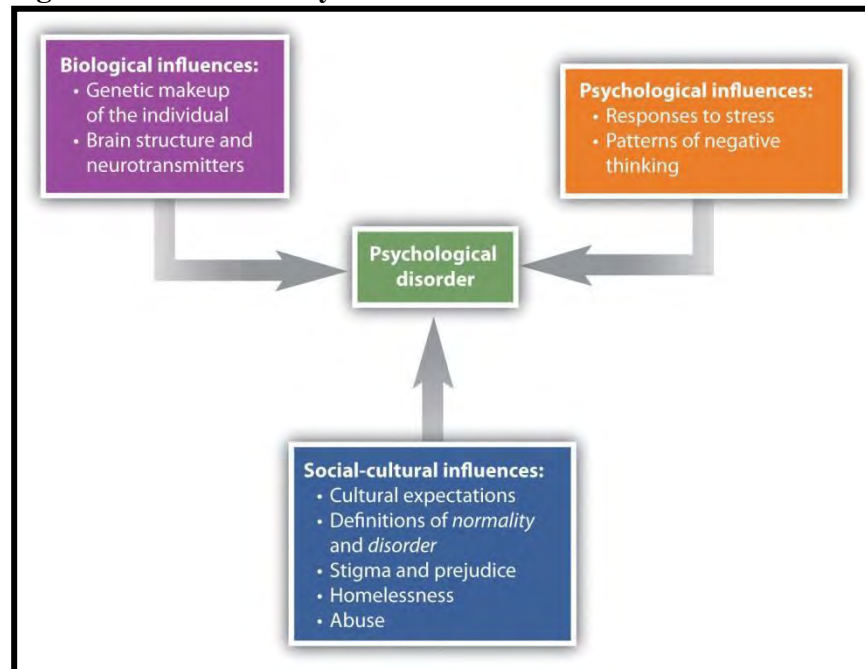 Biological influences:
• Genetic makeup
of the individual
• Brain structure and
neurotransmitters
Psychological influences:
• Responses to stress
• Patterns of negative
thinking
Psychological
disorder
Social-cultural influences:
• Cultural expectations
• Definitions of normality
and disorder
• Stigma and prejudice
• Homelessness
• Abuse